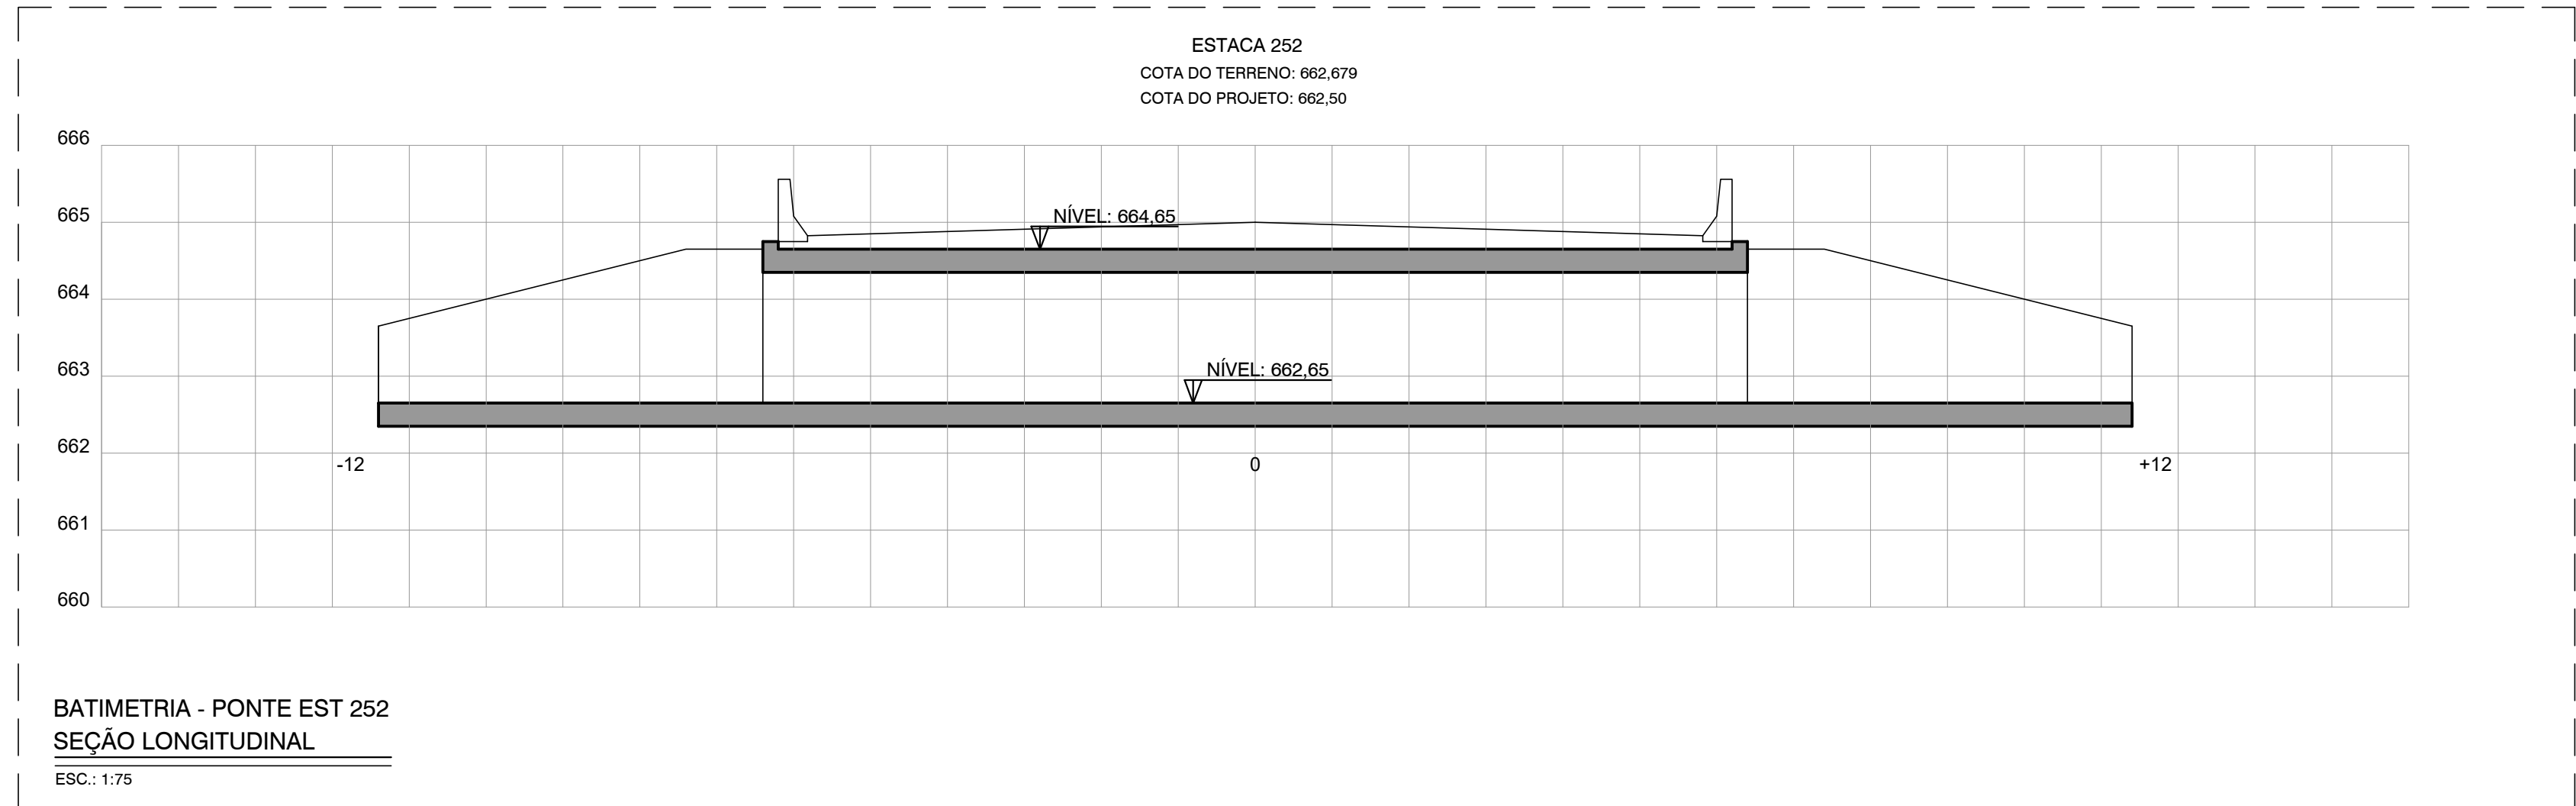 ESTACA 252
COTA DO TERRENO: 662,679
COTA DO PROJETO: 662,50
666
665
NÍVEL: 664,65
664
663
NÍVEL: 662,65
662
-12
0
+12
661
660
BATIMETRIA - PONTE EST 252
SEÇÃO LONGITUDINAL
ESC.: 1:75